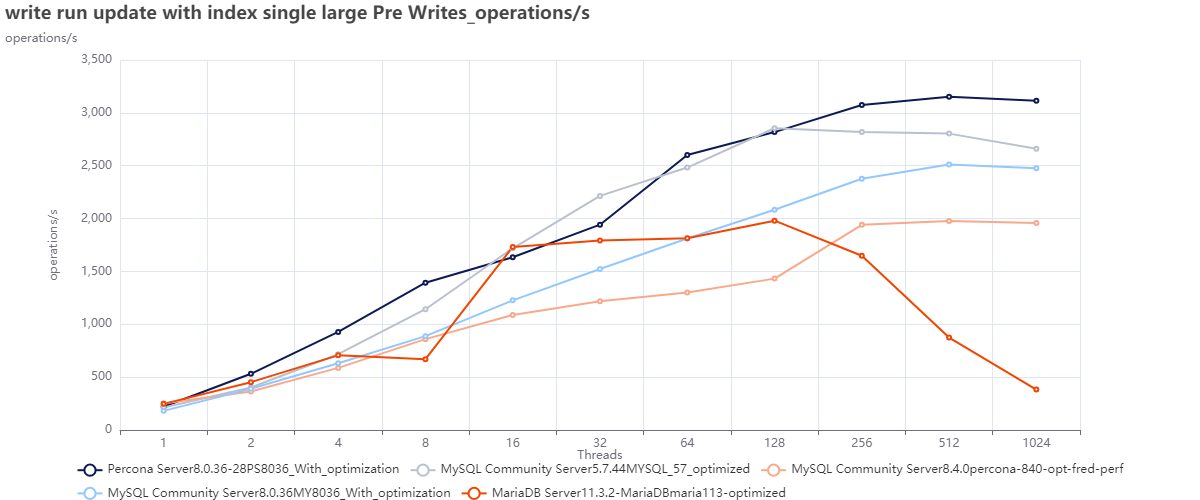 write run update with index single large Pre Writes_operations/s
operations/s
3,500
3,000
2,500
2,000
1,500
1,000
500
0
operations/s
1 2 4 8 16 32 64 128 256 512 1024
Threads
Percona Server8.0.36-28PS8036_With_optimization MySQL Community Server5.7.44MYSQL_57_optimized MySQL Community Server8.4.0percona-840-opt-fred-perf
MySQL Community Server8.0.36MY8036_With_optimization MariaDB Server11.3.2-MariaDBmaria113-optimized